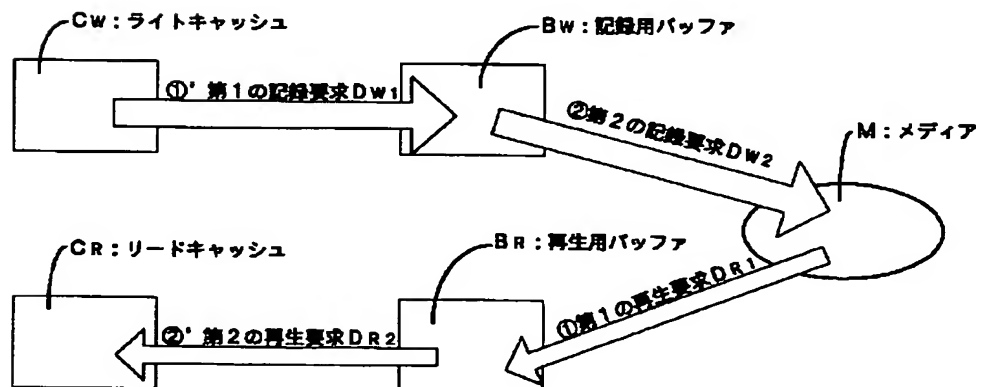 CW：ライトキャッシュ
BW：記録用バッファ
①’第1の記録要求DW1
②第2の記録要求DW2
M：メディア
CR：リードキャッシュ
BR：再生用バッファ
①第1の再生要求DR1
②’第2の再生要求DR2